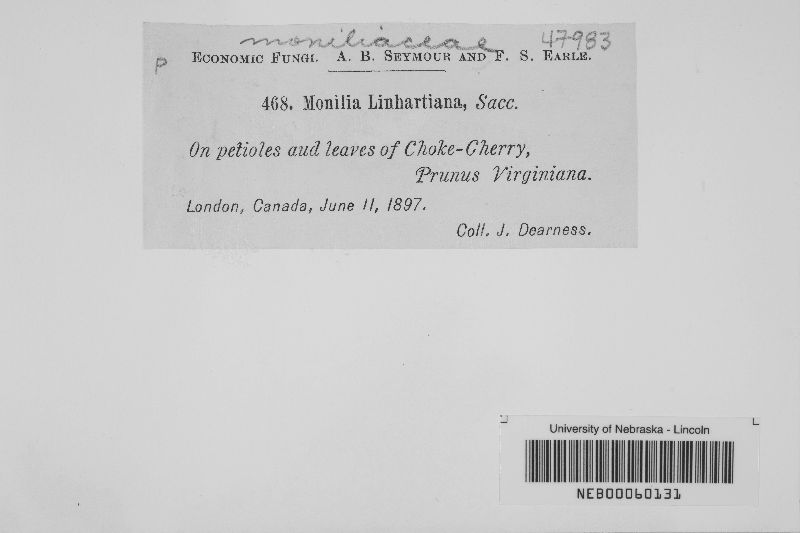 moniliaceae 47983
p
ECONOMIC FUNGI. A. B. SEYMOUR AND F. S. EARLE.
468. Monilia Linhartiana, Sacc.
On petioles aud leaves of Choke-Cherry,
Prunus Virginiana.
London, Canada, June 11, 1897.
Coll. J. Dearness.
University of Nebraska - Lincoln
NEB00060131